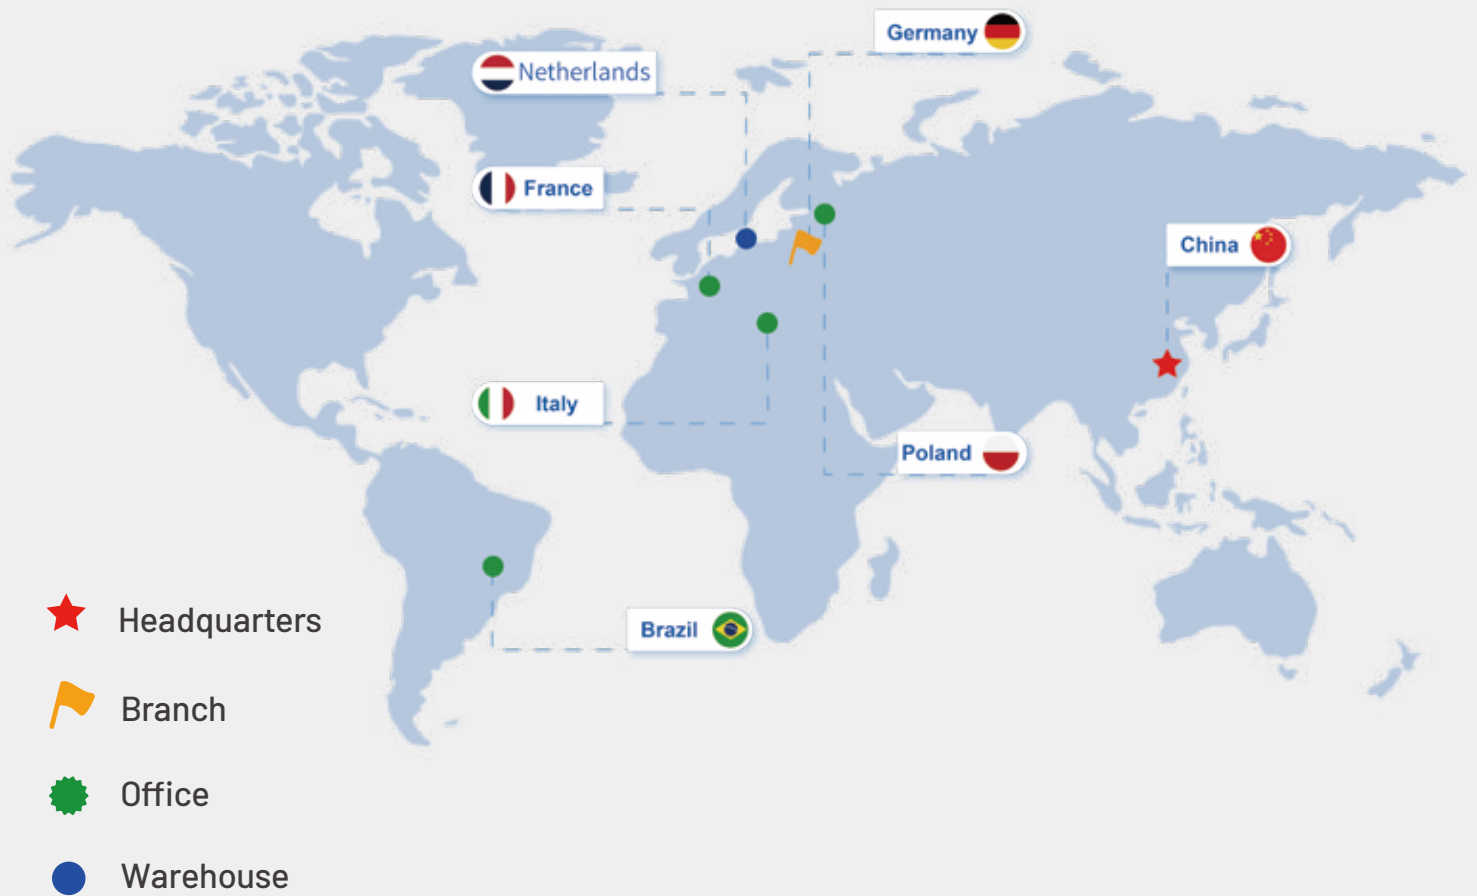 Germany
Netherlands
France
China
Italy
Poland
Brazil
Headquarters
Branch
Office
Warehouse